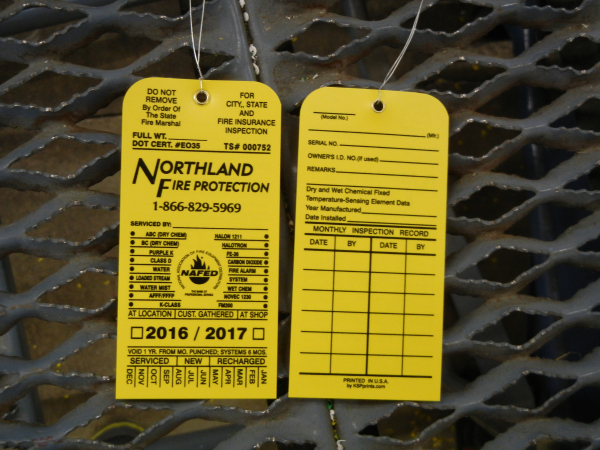 DO NOT
REMOVE
By Order Of
The State
Fire Marshal
FOR
CITY, STATE
AND
FIRE INSURANCE
INSPECTION
FULL WT.
DOT CERT. #EO35 TS# 000752
NORTHLAND
FIRE PROTECTION
1-866-829-5969
SERVICED BY:
ABC (DRY CHEM)
BC (DRY CHEM)
PURPLE K
CLASS D
WATER
LOADED STREAM
WATER MIST
AFFF/FFFP
K-CLASS
NAFED
HALON 1211
HALOTRON
FE-36
CARBON DIOXIDE
FIRE ALARM
SYSTEM
WET CHEM
NOVEC 1230
FM200
AT LOCATION CUST. GATHERED AT SHOP
2016 / 2017
VOID 1 YR. FROM MO. PUNCHED; SYSTEMS 6 MOS.
SERVICED NEW RECHARGED
DEC NOV OCT SEP AUG JUL JUN MAY APR MAR FEB JAN
(Model No.)
(Mfr.)
SERIAL NO.
OWNER'S I.D. NO.(if used)
REMARKS
Dry and Wet Chemical Fixed
Temperature-Sensing Element Data
Year Manufactured
Date Installed
MONTHLY INSPECTION RECORD
DATE BY DATE BY
PRINTED IN U.S.A.
by KBPprints.com